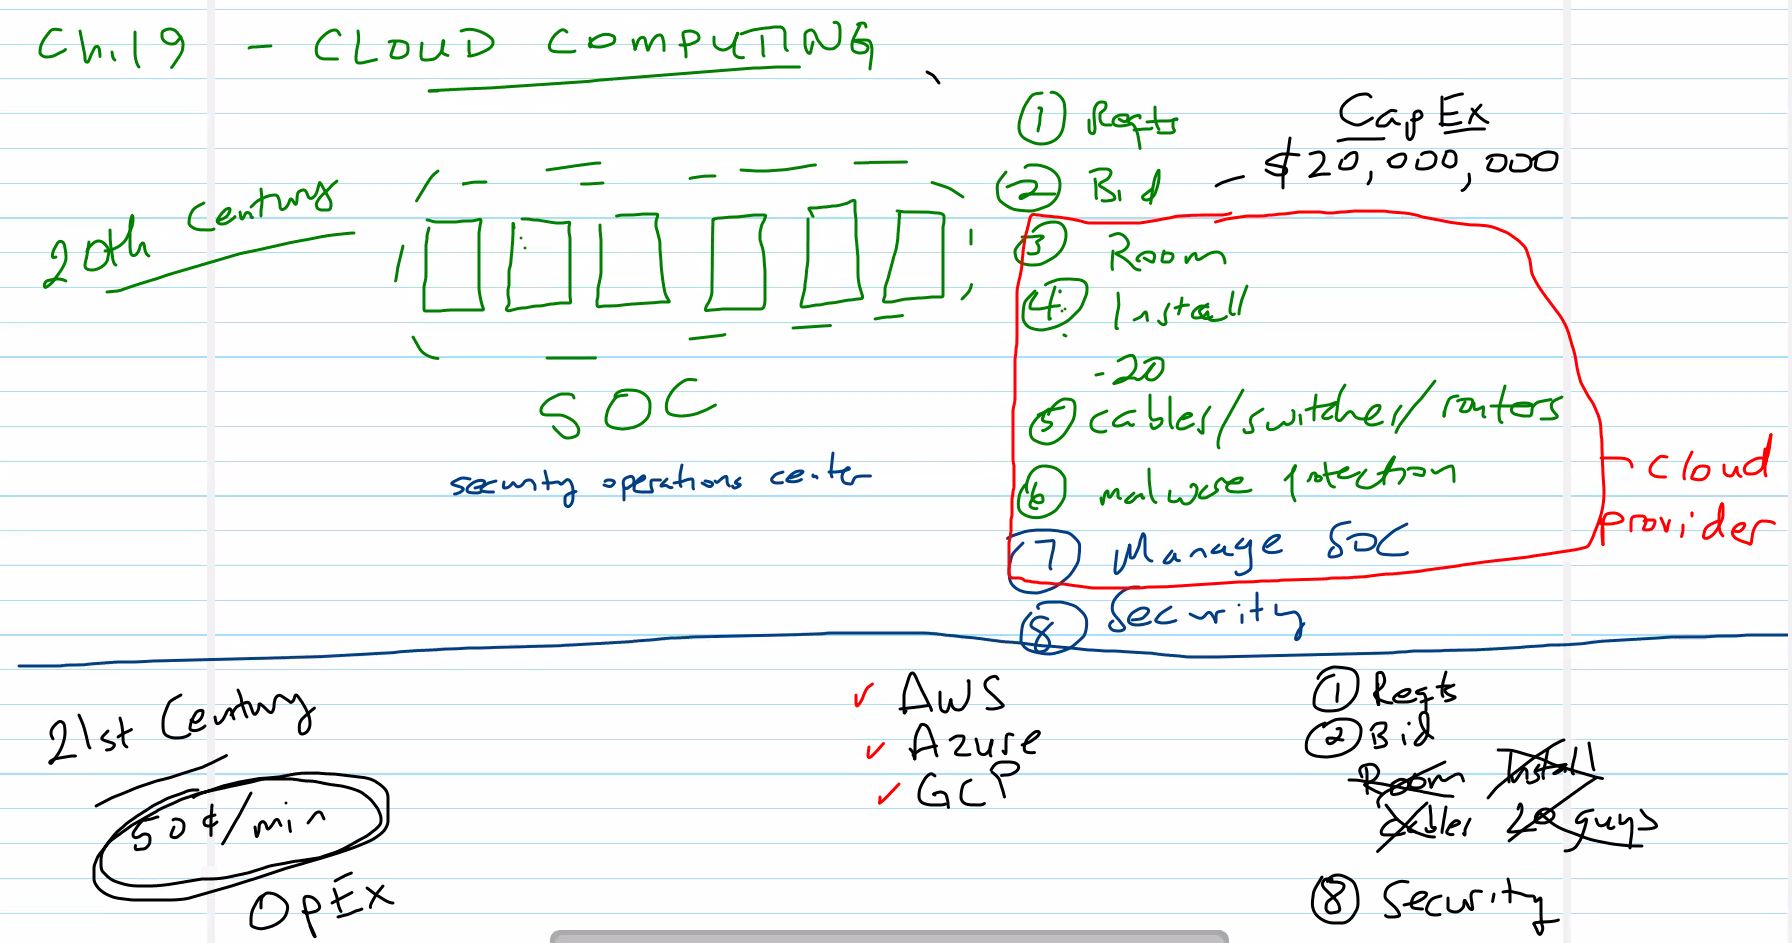 Ch.19 - CLOUD COMPUTING
20th Century
SOC
security operations center
① Reqts
② Bid
CapEx
- $20,000,000
③ Room
④ Install
-20
⑤ cables/switches/routers
⑥ malware protection
⑦ Manage SOC
⑧ Security
cloud
provider
21st Century
50¢/min
OpEx
✓ AWS
✓ Azure
✓ GCP
① Reqts
② Bid
Room Install
cables 20 guys
⑧ Security